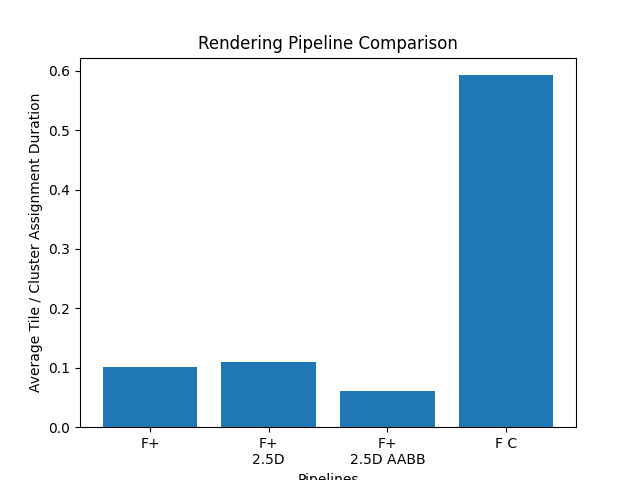 Rendering Pipeline Comparison
Average Tile / Cluster Assignment Duration
0.6
0.5
0.4
0.3
0.2
0.1
0.0
F+
F+
2.5D
F+
2.5D AABB
F C
Pipelines